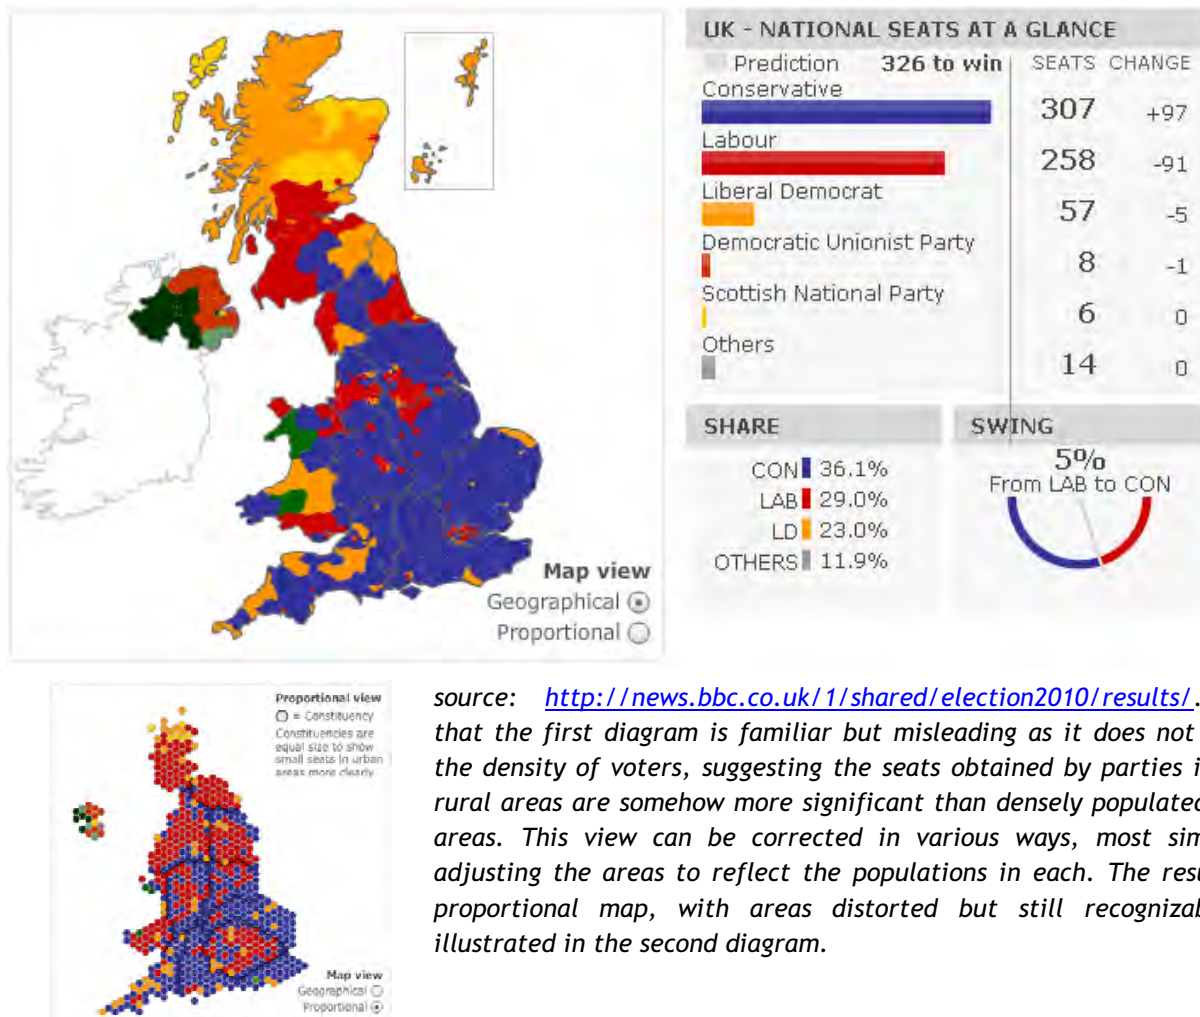 UK - NATIONAL SEATS AT A GLANCE
Prediction 326 to win SEATS CHANGE
Conservative
307 +97
Labour
258 -91
Liberal Democrat
57 -5
Democratic Unionist Party
8 -1
Scottish National Party
6 0
Others
14 0
SHARE
CON 36.1%
LAB 29.0%
LD 23.0%
OTHERS 11.9%
SWING
5%
From LAB to CON
Map view
Geographical
Proportional
Proportional view
= Constituency
Constituencies are
equal size to show
small seats in urban
areas more clearly
Map view
Geographical
Proportional
source: http://news.bbc.co.uk/1/shared/election2010/results/.
that the first diagram is familiar but misleading as it does not
the density of voters, suggesting the seats obtained by parties i
rural areas are somehow more significant than densely populated
areas. This view can be corrected in various ways, most sim
adjusting the areas to reflect the populations in each. The resu
proportional map, with areas distorted but still recognizab
illustrated in the second diagram.